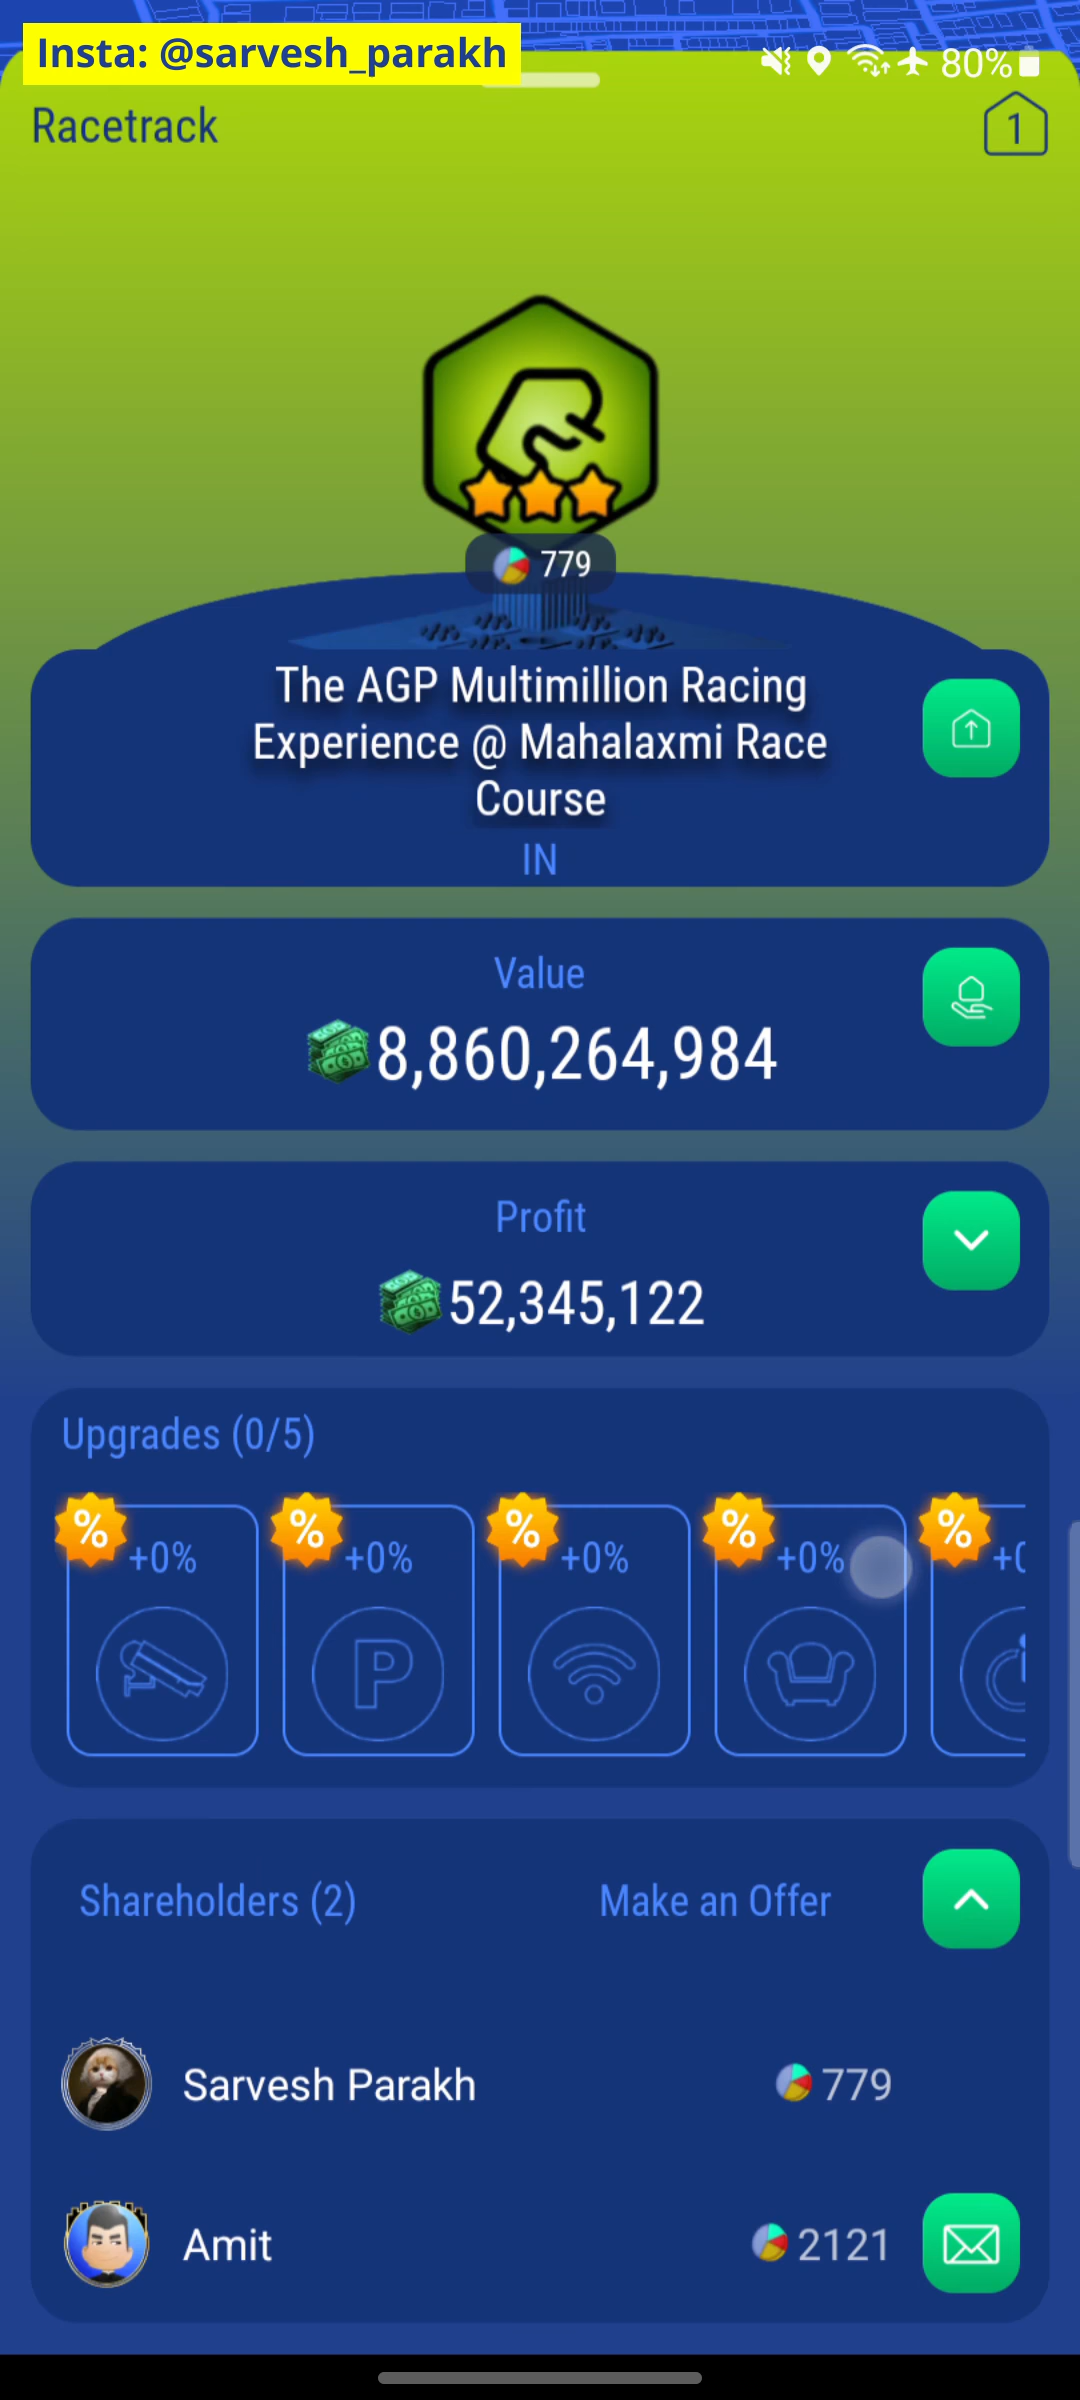 Insta: @sarvesh_parakh
80%
Racetrack
1
779
The AGP Multimillion Racing
Experience @ Mahalaxmi Race
Course
IN
Value
8,860,264,984
Profit
52,345,122
Upgrades (0/5)
% % % % %
+0% +0% +0% +0%
P
Shareholders (2) Make an Offer
Sarvesh Parakh 779
Amit 2121